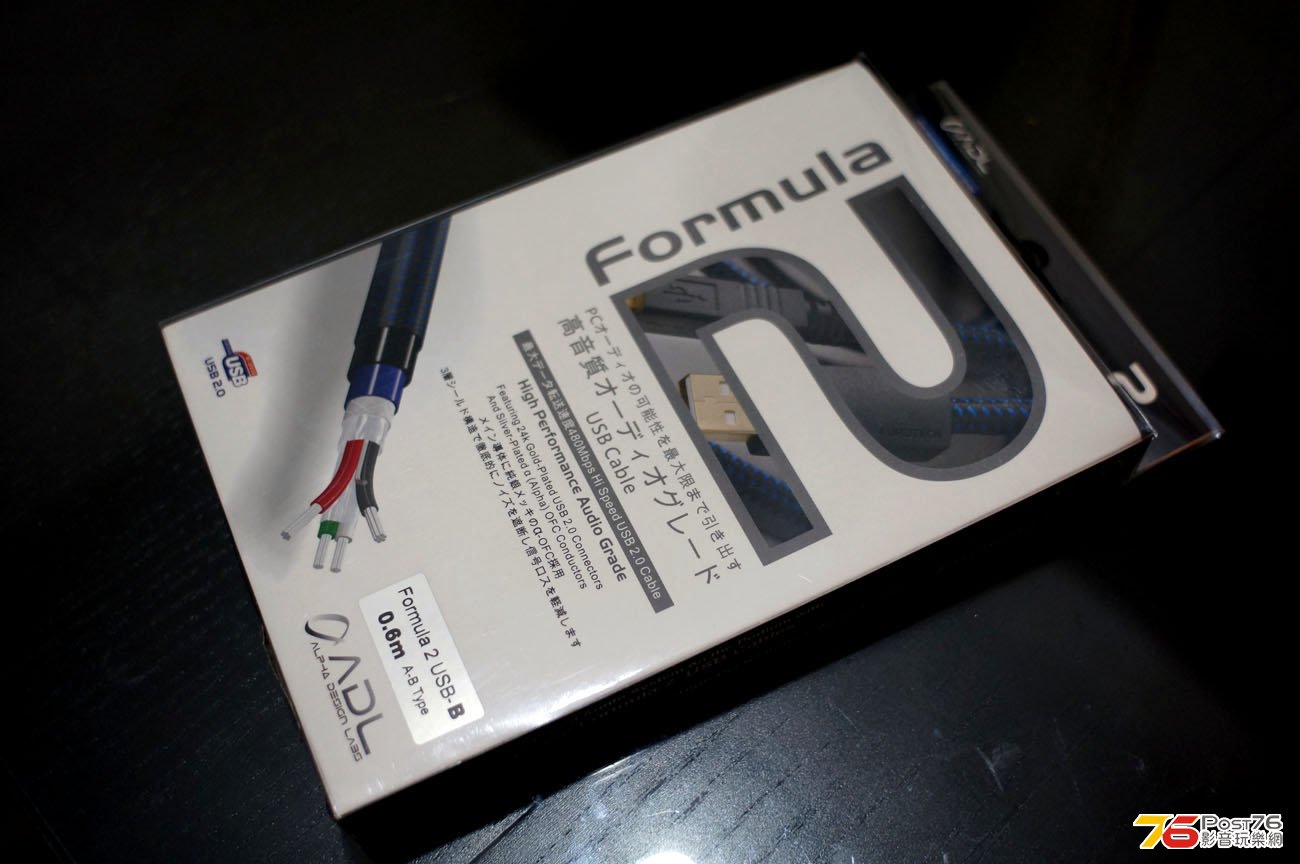 Formula
2
PCオーディオの可能性を最大限まで引き出す
高音質オーディオグレード
USB Cable
最大データ転送速度480Mbps Hi Speed USB 2.0 Cable
High Performance Audio Grade
Featuring 24k Gold-Plated USB 2.0 Connectors
And Silver-Plated α (Alpha) OFC Conductors
メイン導体に純銀メッキのα-OFC採用
3層シールド構造で徹底的にノイズを遮断し信号ロスを軽減します
USB
USB 2.0
Formula 2 USB-B
0.6m A-B Type
ADL
ALPHA DESIGN LABS
ADL
2
FURUTECH
76 POST76
影音玩樂網